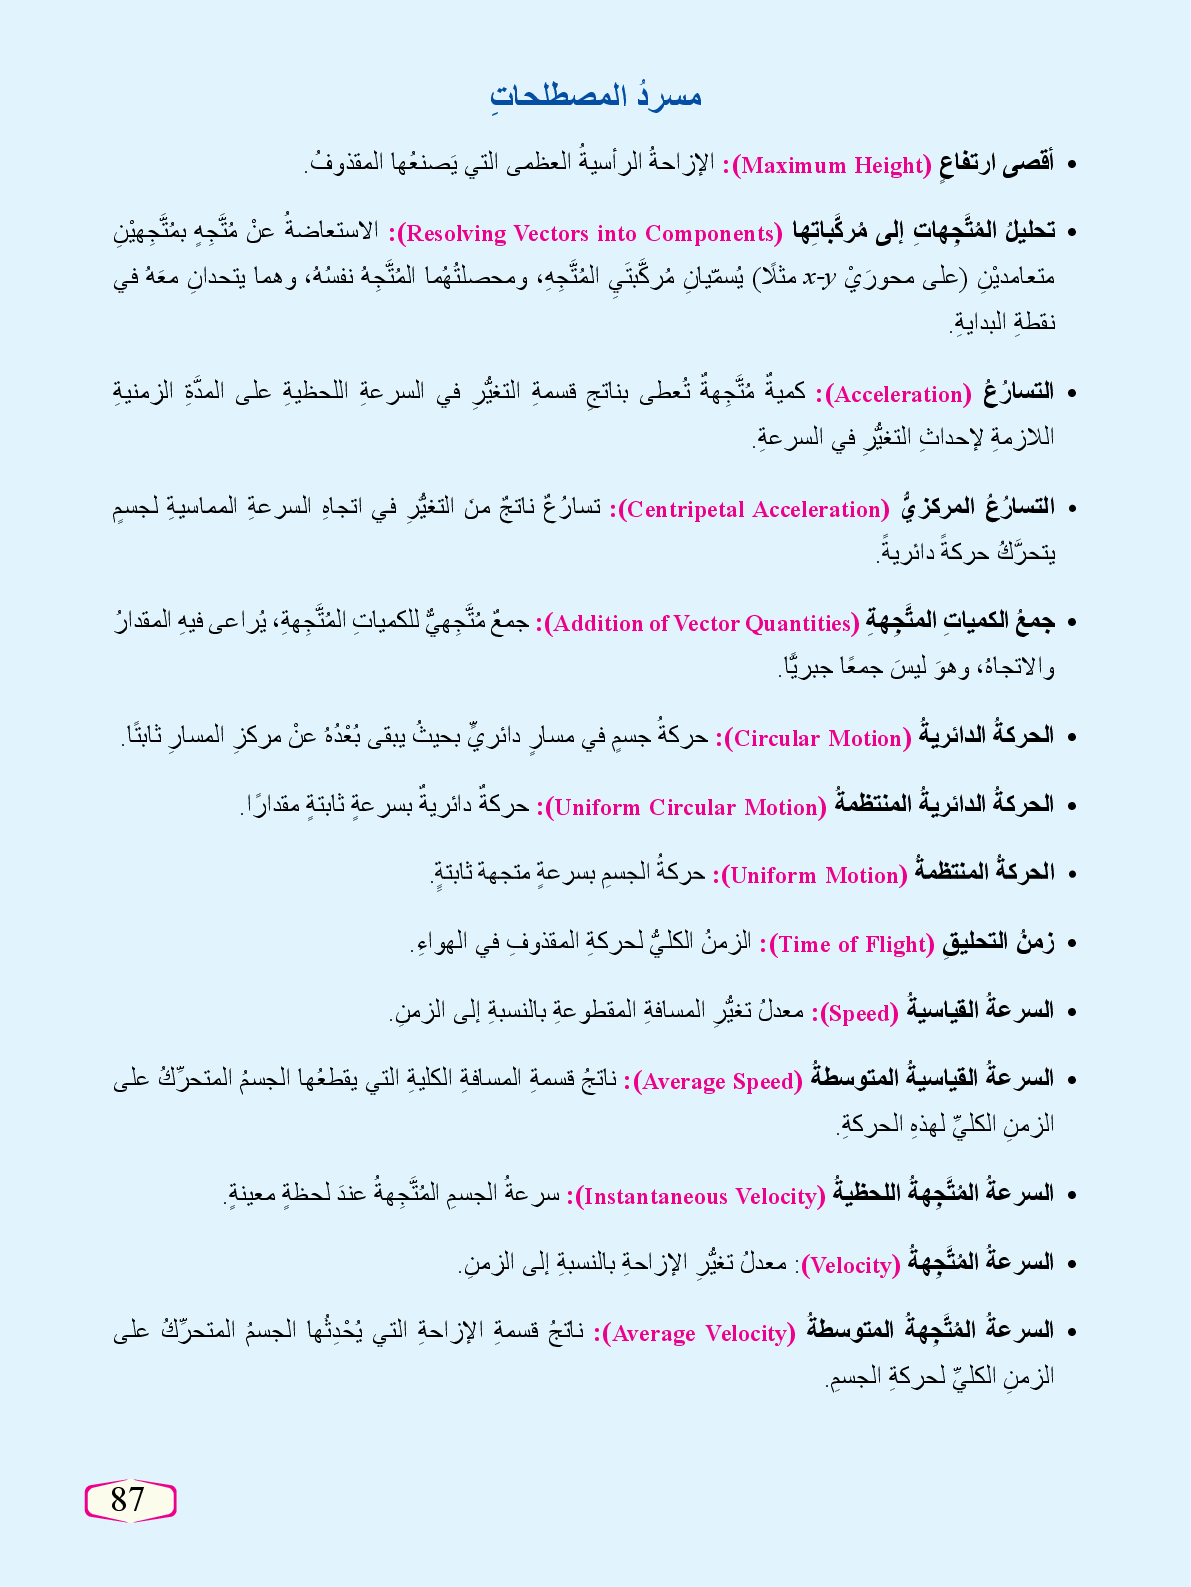 مسردُ المصطلحاتِ
• أقصى ارتفاعٍ (Maximum Height): الإزاحةُ الرأسيةُ العظمى التي يَصنعُها المقذوفُ.
• تحليلُ المُتَّجِهاتِ إلى مُركَّباتِها (Resolving Vectors into Components): الاستعاضةُ عنْ مُتَّجِهٍ بمُتَّجِهيْنِ
متعامديْنِ (على محورَيْ x-y مثلًا) يُسمّيانِ مُركَّبتَيِ المُتَّجِهِ، ومحصلتُهُما المُتَّجِهُ نفسُهُ، وهما يتحدانِ معَهُ في
نقطةِ البدايةِ.
• التسارُعُ (Acceleration): كميةٌ مُتَّجِهةٌ تُعطى بناتجِ قسمةِ التغيُّرِ في السرعةِ اللحظيةِ على المدَّةِ الزمنيةِ
اللازمةِ لإحداثِ التغيُّرِ في السرعةِ.
• التسارُعُ المركزيُّ (Centripetal Acceleration): تسارُعٌ ناتجٌ منَ التغيُّرِ في اتجاهِ السرعةِ المماسيةِ لجسمٍ
يتحرَّكُ حركةً دائريةً.
• جمعُ الكمياتِ المتَّجِهةِ (Addition of Vector Quantities): جمعٌ مُتَّجِهيٌّ للكمياتِ المُتَّجِهةِ، يُراعى فيهِ المقدارُ
والاتجاهُ، وهوَ ليسَ جمعًا جبريًّا.
• الحركةُ الدائريةُ (Circular Motion): حركةُ جسمٍ في مسارٍ دائريٍّ بحيثُ يبقى بُعْدُهُ عنْ مركزِ المسارِ ثابتًا.
• الحركةُ الدائريةُ المنتظمةُ (Uniform Circular Motion): حركةٌ دائريةٌ بسرعةٍ ثابتةٍ مقدارًا.
• الحركةُ المنتظمةُ (Uniform Motion): حركةُ الجسمِ بسرعةٍ متجهة ثابتةٍ.
• زمنُ التحليقِ (Time of Flight): الزمنُ الكليُّ لحركةِ المقذوفِ في الهواءِ.
• السرعةُ القياسيةُ (Speed): معدلُ تغيُّرِ المسافةِ المقطوعةِ بالنسبةِ إلى الزمنِ.
• السرعةُ القياسيةُ المتوسطةُ (Average Speed): ناتجُ قسمةِ المسافةِ الكليةِ التي يقطعُها الجسمُ المتحرِّكُ على
الزمنِ الكليِّ لهذهِ الحركةِ.
• السرعةُ المُتَّجِهةُ اللحظيةُ (Instantaneous Velocity): سرعةُ الجسمِ المُتَّجِهةُ عندَ لحظةٍ معينةٍ.
• السرعةُ المُتَّجِهةُ (Velocity): معدلُ تغيُّرِ الإزاحةِ بالنسبةِ إلى الزمنِ.
• السرعةُ المُتَّجِهةُ المتوسطةُ (Average Velocity): ناتجُ قسمةِ الإزاحةِ التي يُحْدِثُها الجسمُ المتحرِّكُ على
الزمنِ الكليِّ لحركةِ الجسمِ.
87